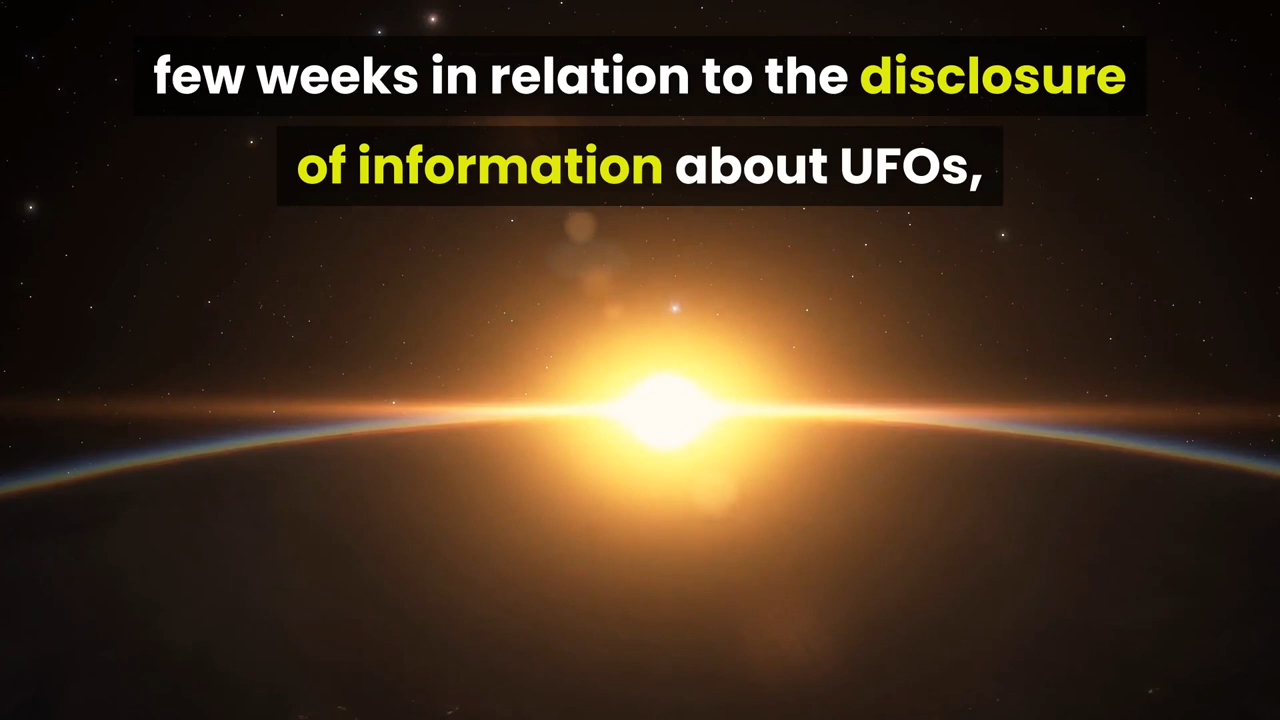 few weeks in relation to the disclosure
of information about UFOs,